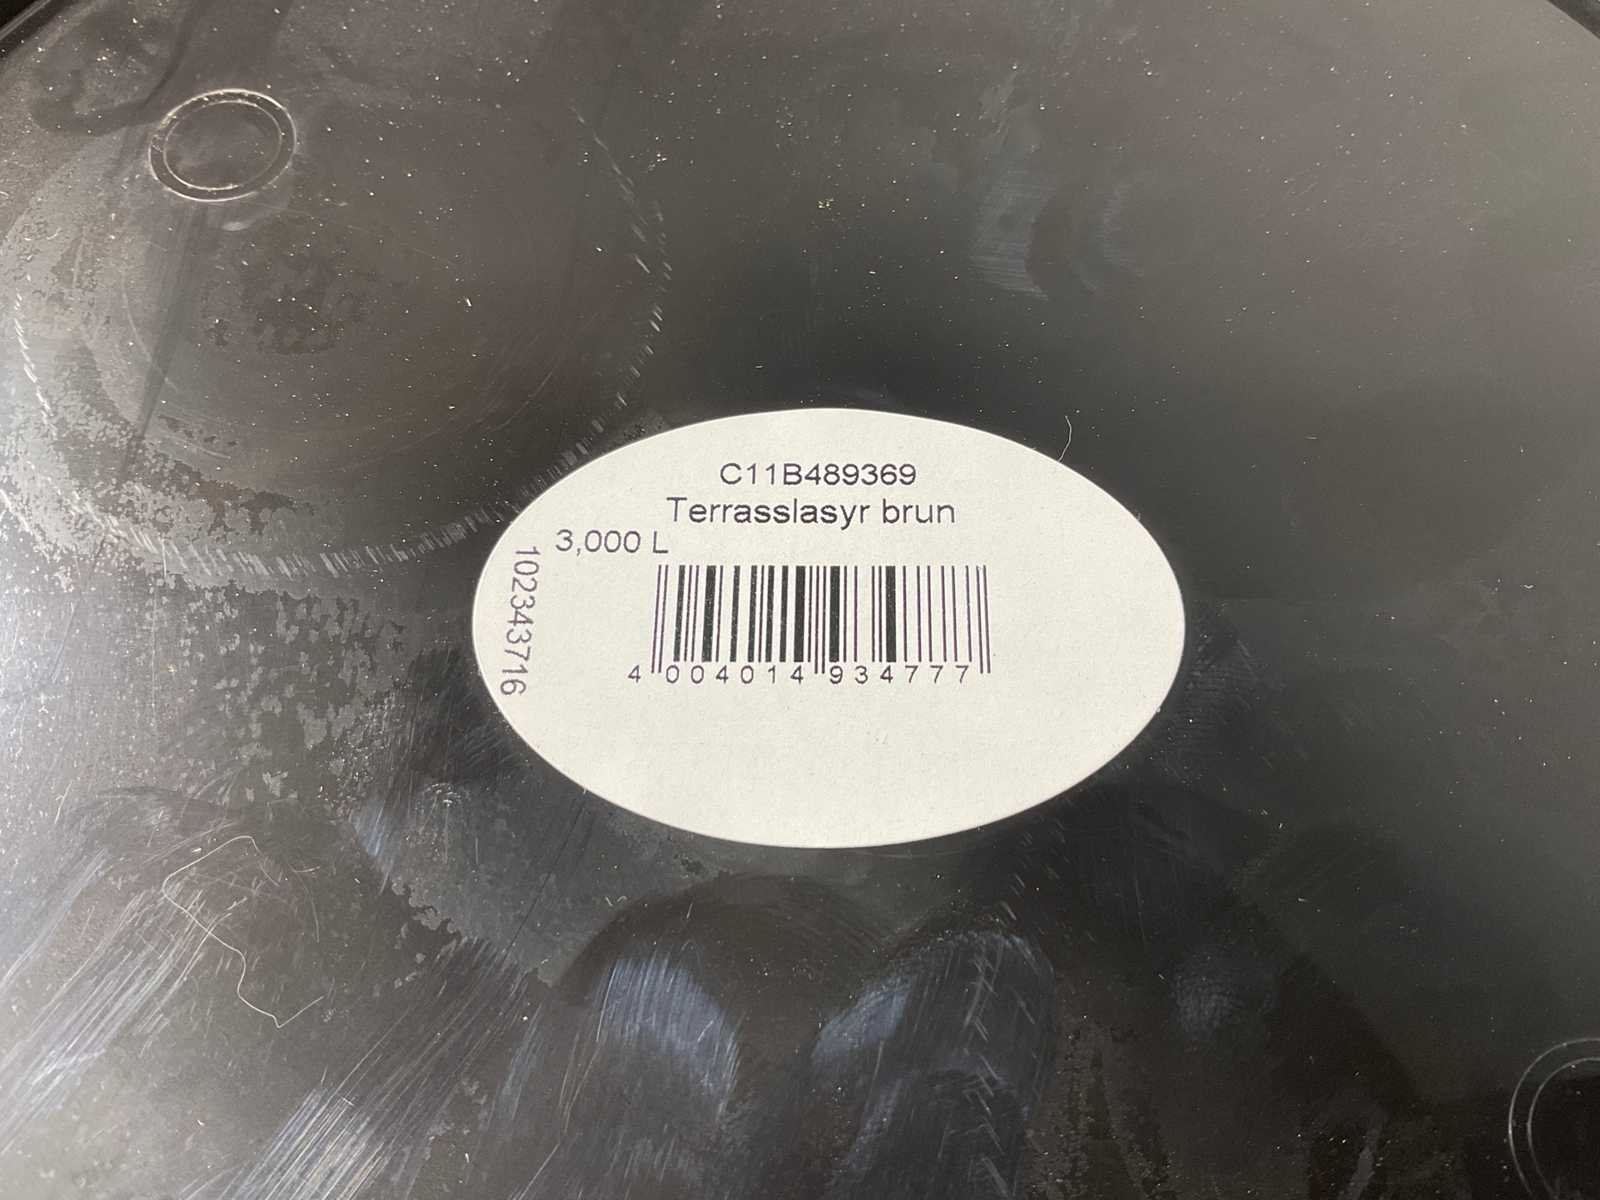 C11B489369
Terrasslasyr brun
3,000 L
102343716
4 004014 934777